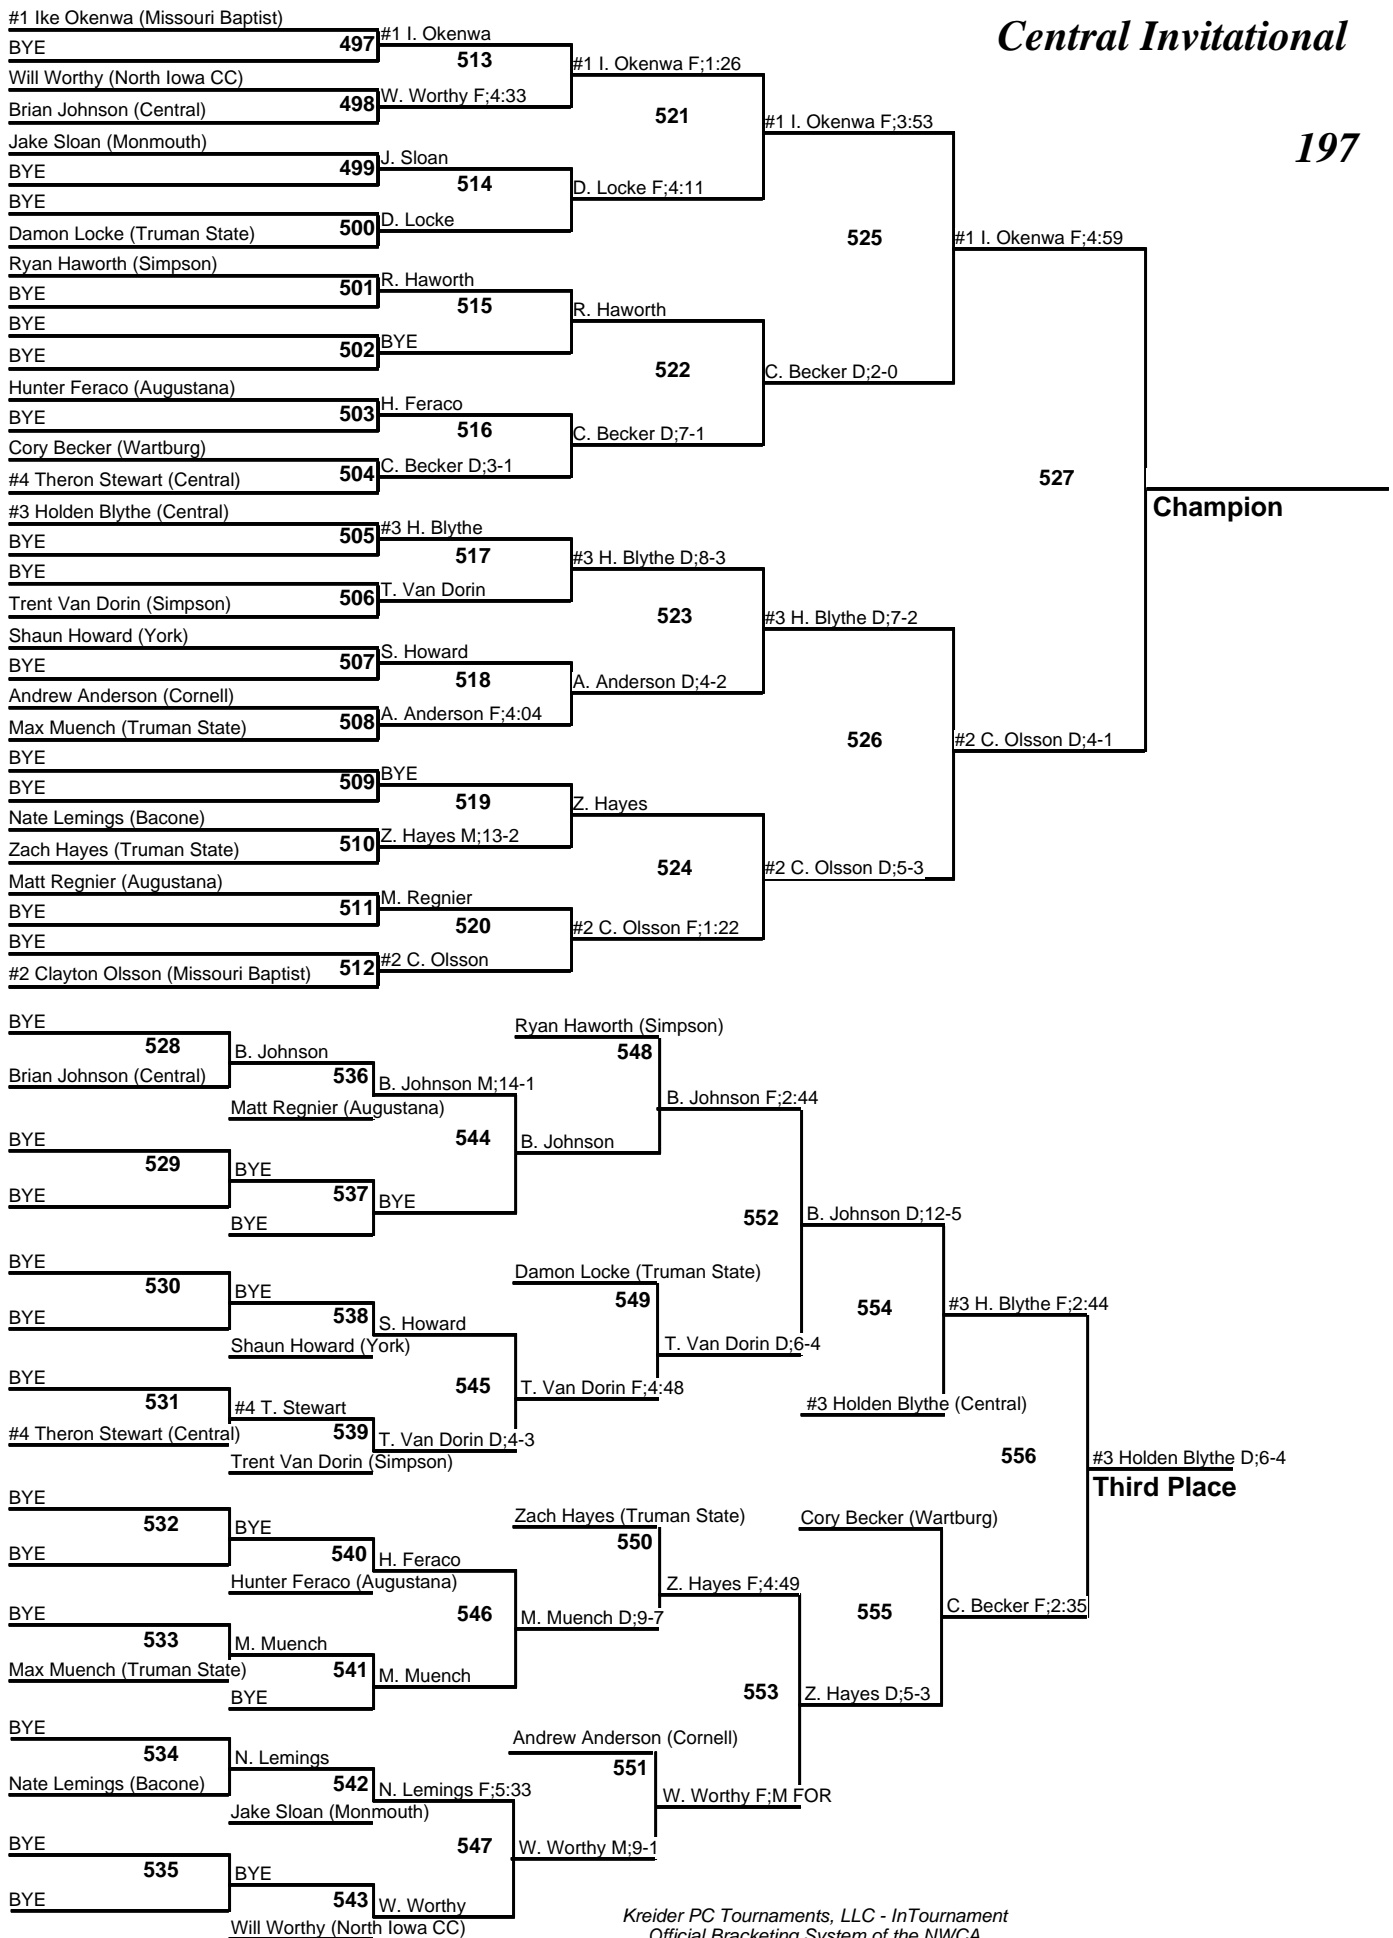 Central Invitational
197
#1 Ike Okenwa (Missouri Baptist)
BYE
497
#1 I. Okenwa
513
Will Worthy (North Iowa CC)
Brian Johnson (Central)
498
W. Worthy F;4:33
#1 I. Okenwa F;1:26
521
Jake Sloan (Monmouth)
BYE
499
J. Sloan
514
BYE
Damon Locke (Truman State)
500
D. Locke
D. Locke F;4:11
#1 I. Okenwa F;3:53
525
Ryan Haworth (Simpson)
BYE
501
R. Haworth
515
BYE
BYE
502
BYE
R. Haworth
522
Hunter Feraco (Augustana)
BYE
503
H. Feraco
516
Cory Becker (Wartburg)
#4 Theron Stewart (Central)
504
C. Becker D;3-1
C. Becker D;7-1
C. Becker D;2-0
#1 I. Okenwa F;4:59
527
Champion
#3 Holden Blythe (Central)
BYE
505
#3 H. Blythe
517
BYE
Trent Van Dorin (Simpson)
506
T. Van Dorin
#3 H. Blythe D;8-3
523
Shaun Howard (York)
BYE
507
S. Howard
518
Andrew Anderson (Cornell)
Max Muench (Truman State)
508
A. Anderson F;4:04
A. Anderson D;4-2
#3 H. Blythe D;7-2
526
BYE
BYE
509
BYE
519
Nate Lemings (Bacone)
Zach Hayes (Truman State)
510
Z. Hayes M;13-2
Z. Hayes
524
Matt Regnier (Augustana)
BYE
511
M. Regnier
520
BYE
#2 Clayton Olsson (Missouri Baptist)
512
#2 C. Olsson
#2 C. Olsson F;1:22
#2 C. Olsson D;5-3
#2 C. Olsson D;4-1
BYE
528
Brian Johnson (Central)
B. Johnson
536
Matt Regnier (Augustana)
B. Johnson M;14-1
544
BYE
529
BYE
BYE
537
BYE
BYE
B. Johnson
Ryan Haworth (Simpson)
548
B. Johnson F;2:44
552
BYE
530
BYE
BYE
538
Shaun Howard (York)
S. Howard
545
BYE
531
#4 Theron Stewart (Central)
#4 T. Stewart
539
Trent Van Dorin (Simpson)
T. Van Dorin D;4-3
T. Van Dorin F;4:48
Damon Locke (Truman State)
549
T. Van Dorin D;6-4
B. Johnson D;12-5
554
#3 Holden Blythe (Central)
#3 H. Blythe F;2:44
556
#3 Holden Blythe D;6-4
Third Place
BYE
532
BYE
BYE
540
Hunter Feraco (Augustana)
H. Feraco
546
BYE
533
Max Muench (Truman State)
M. Muench
541
BYE
M. Muench
M. Muench D;9-7
Zach Hayes (Truman State)
550
Z. Hayes F;4:49
553
BYE
534
Nate Lemings (Bacone)
N. Lemings
542
Jake Sloan (Monmouth)
N. Lemings F;5:33
547
BYE
535
BYE
BYE
543
Will Worthy (North Iowa CC)
W. Worthy
W. Worthy M;9-1
Andrew Anderson (Cornell)
551
W. Worthy F;M FOR
Z. Hayes D;5-3
Cory Becker (Wartburg)
555
C. Becker F;2:35
Kreider PC Tournaments, LLC - InTournament
Official Bracketing System of the NWCA